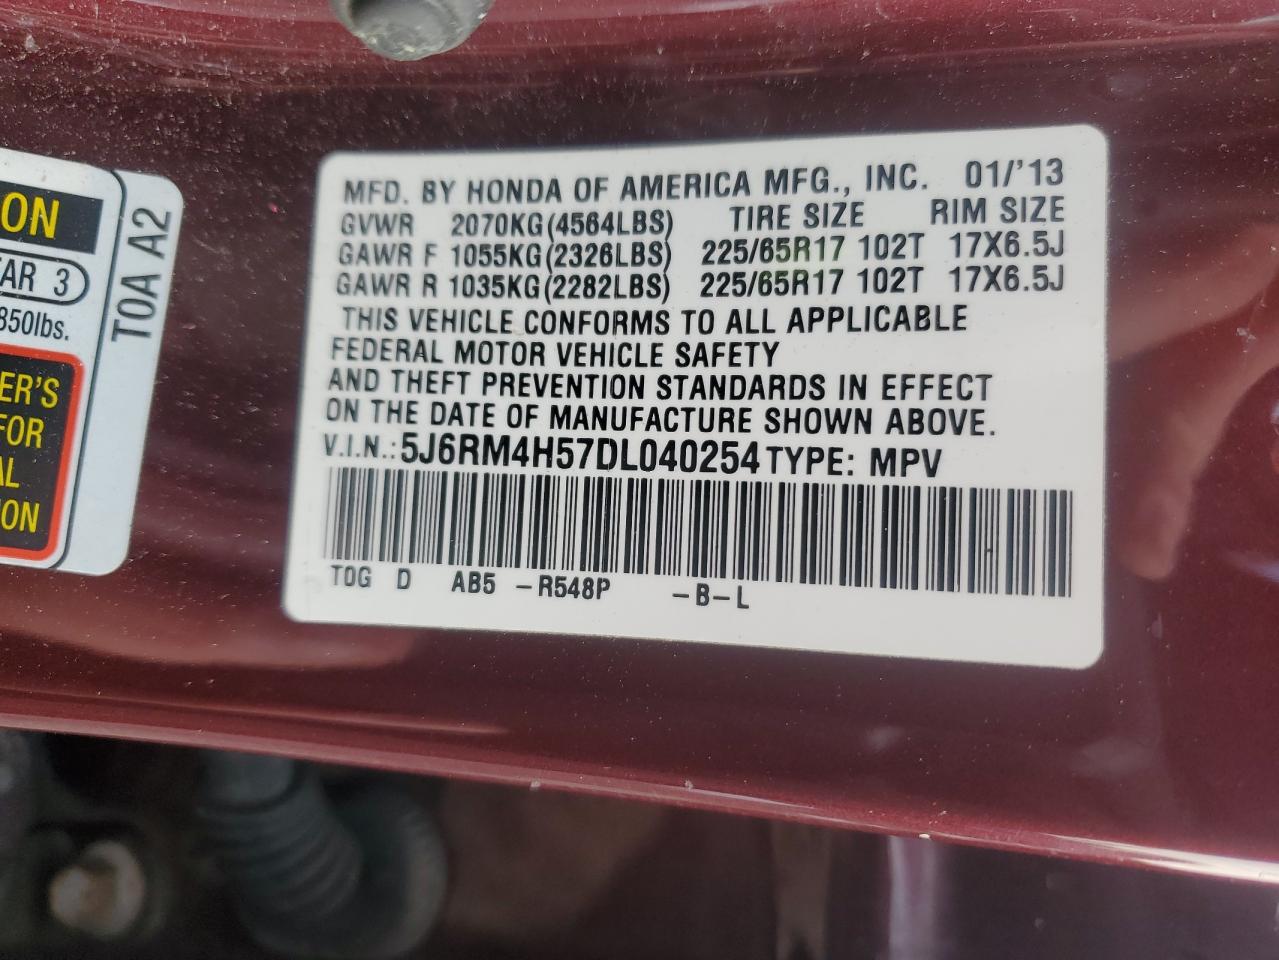 ON
AR 3
850lbs.
ER'S
FOR
AL
ON
T0A A2
MFD. BY HONDA OF AMERICA MFG., INC. 01/'13
GVWR 2070KG(4564LBS) TIRE SIZE RIM SIZE
GAWR F 1055KG(2326LBS) 225/65R17 102T 17X6.5J
GAWR R 1035KG(2282LBS) 225/65R17 102T 17X6.5J
THIS VEHICLE CONFORMS TO ALL APPLICABLE
FEDERAL MOTOR VEHICLE SAFETY
AND THEFT PREVENTION STANDARDS IN EFFECT
ON THE DATE OF MANUFACTURE SHOWN ABOVE.
V.I.N.: 5J6RM4H57DL040254 TYPE: MPV
T0G D AB5 -R548P -B-L